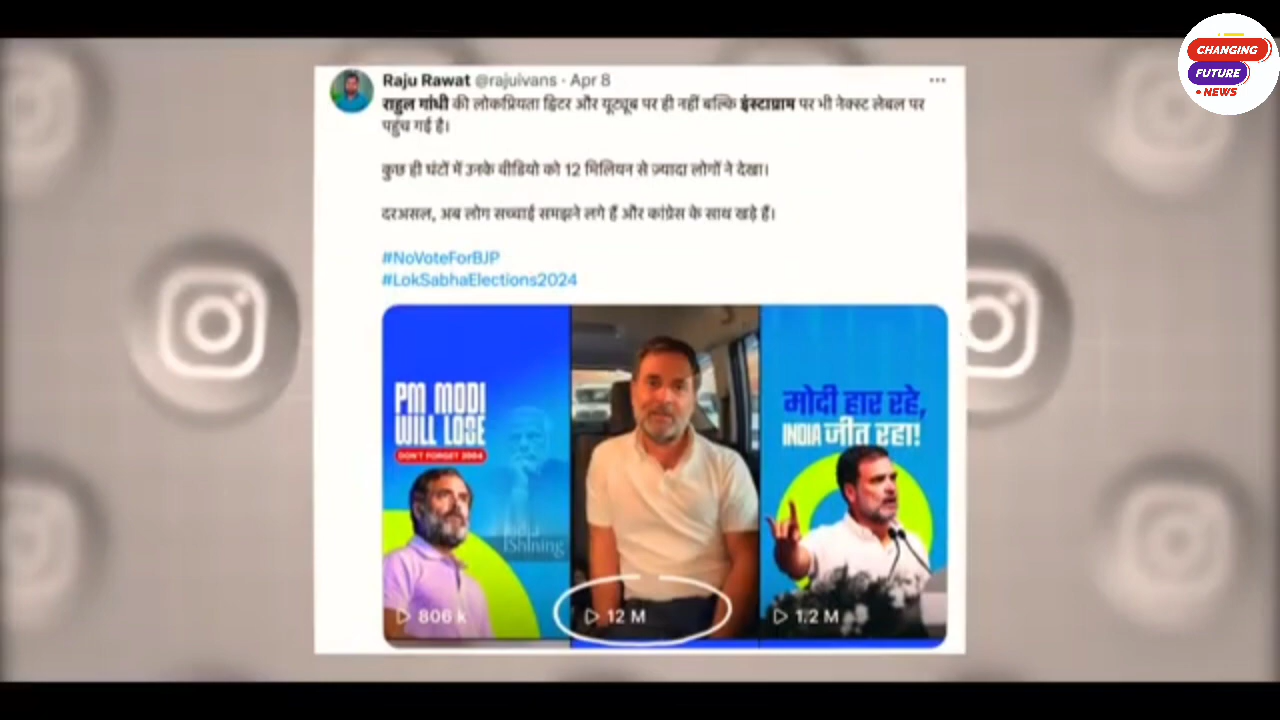 CHANGING
FUTURE
NEWS
Raju Rawat @rajuivans · Apr 8
राहुल गांधी की लोकप्रियता ट्विटर और यूट्यूब पर ही नहीं बल्कि इंस्टाग्राम पर भी नेक्स्ट लेबल पर
पहुंच गई है।
कुछ ही घंटों में उनके वीडियो को 12 मिलियन से ज्यादा लोगों ने देखा।
दरअसल, अब लोग सच्चाई समझने लगे हैं और कांग्रेस के साथ खड़े हैं।
#NoVoteForBJP
#LokSabhaElections2024
PM MODI
WILL LOSE
DON'T FORGET 2004
Shining
मोदी हार रहे,
INDIA जीत रहा!
806 k
12 M
1.2 M